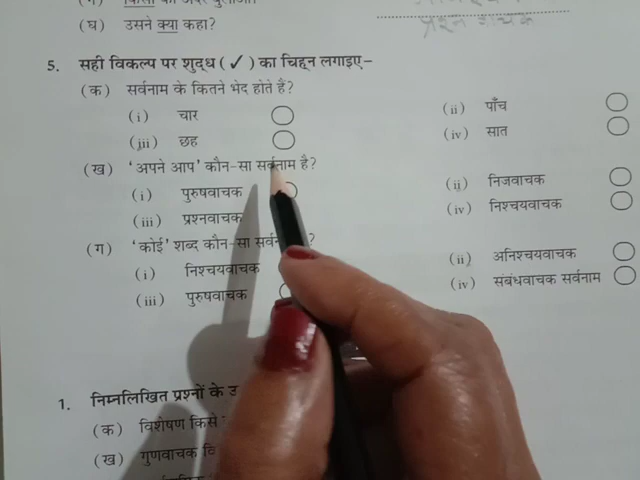 (घ) उसने क्या कहा?
प्रश्न वाचक
5. सही विकल्प पर शुद्ध (✓) का चिह्न लगाइए–
(क) सर्वनाम के कितने भेद होते हैं?
(i) चार (ii) पाँच
(iii) छह (iv) सात
(ख) 'अपने आप' कौन-सा सर्वनाम है?
(i) पुरुषवाचक (ii) निजवाचक
(iii) प्रश्नवाचक (iv) निश्चयवाचक
(ग) 'कोई' शब्द कौन-सा ?
(i) निश्चयवाचक (ii) अनिश्चयवाचक
(iii) पुरुषवाचक (iv) संबंधवाचक सर्वनाम
1. निम्नलिखित प्रश्नों के
(क) विशेषण किसे
(ख) गुणवाचक